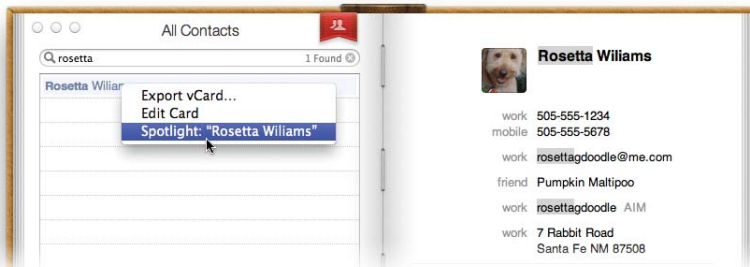 All Contacts
rosetta 1 Found
Rosetta Wiliam
Export vCard...
Edit Card
Spotlight: "Rosetta Wiliams"
Rosetta Wiliams
work 505-555-1234
mobile 505-555-5678
work rosettagdoodle@me.com
friend Pumpkin Maltipoo
work rosettagdoodle AIM
work 7 Rabbit Road
Santa Fe NM 87508